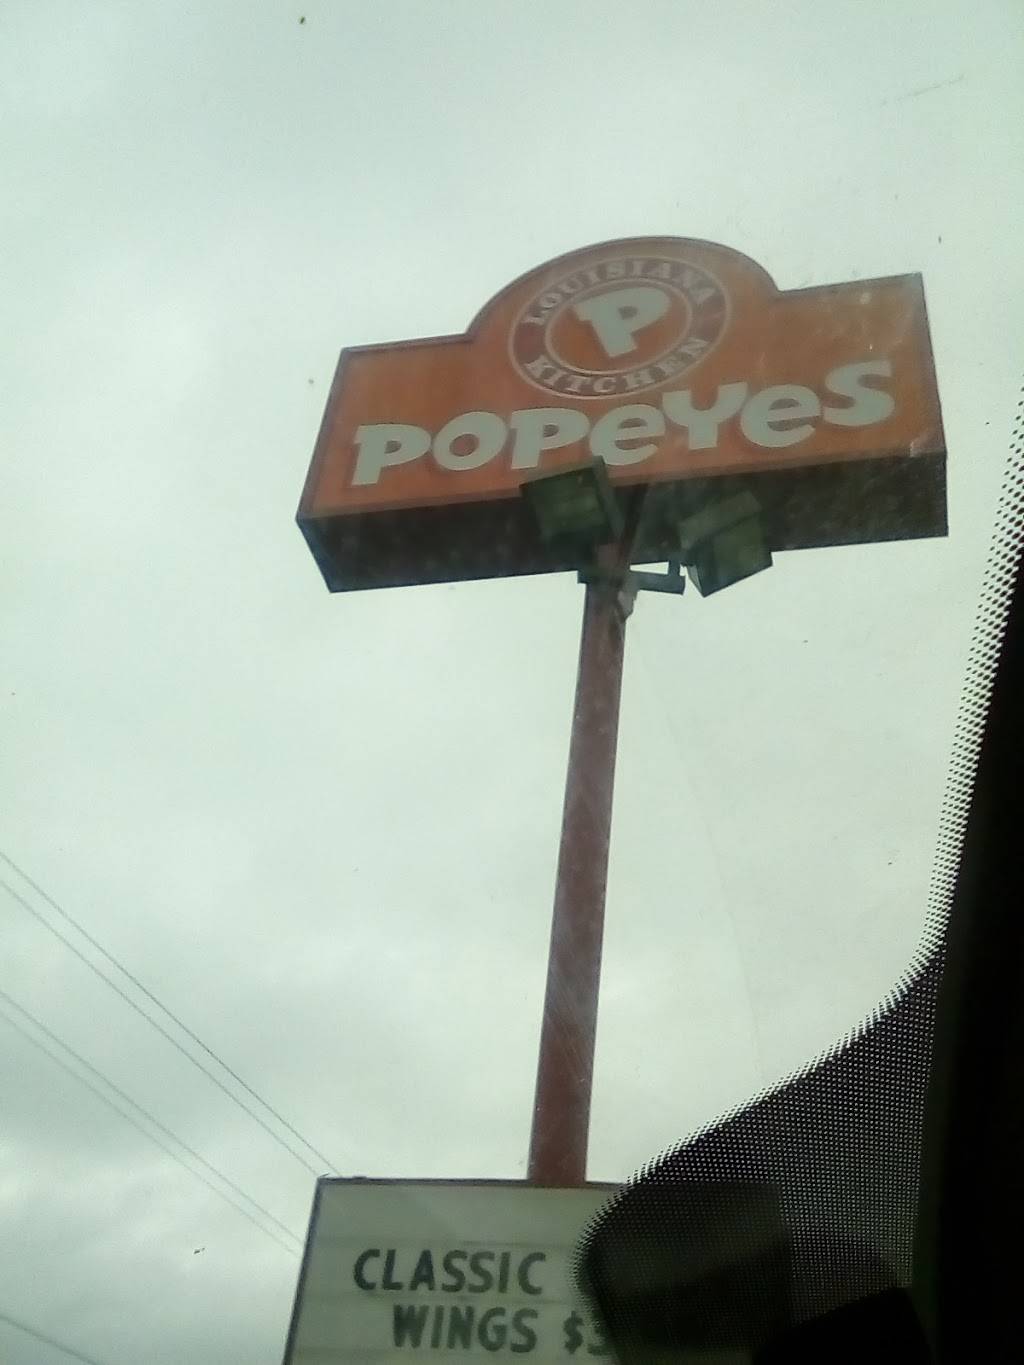 LOUISIANA
P
KITCHEN
POPEYES
CLASSIC
WINGS $